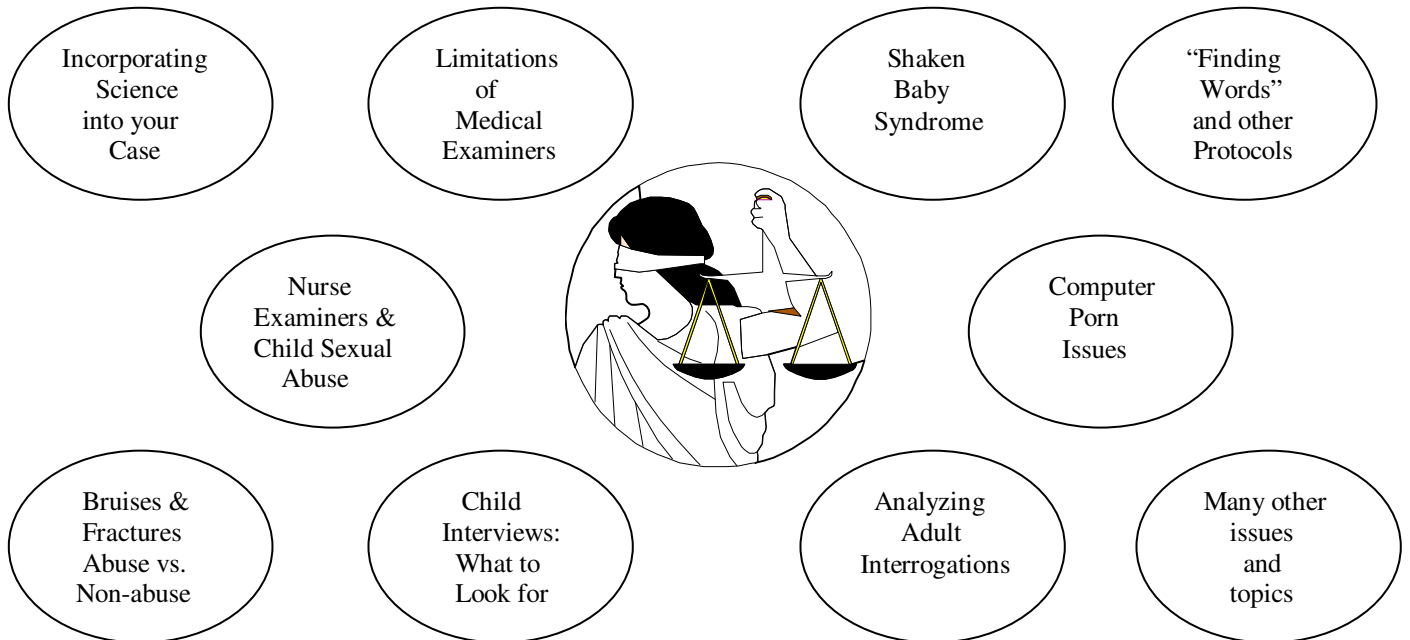 Incorporating
Science
into your
Case
Limitations
of
Medical
Examiners
Shaken
Baby
Syndrome
“Finding
Words”
and other
Protocols
Nurse
Examiners &
Child Sexual
Abuse
Computer
Porn
Issues
Bruises &
Fractures
Abuse vs.
Non-abuse
Child
Interviews:
What to
Look for
Analyzing
Adult
Interrogations
Many other
issues
and
topics